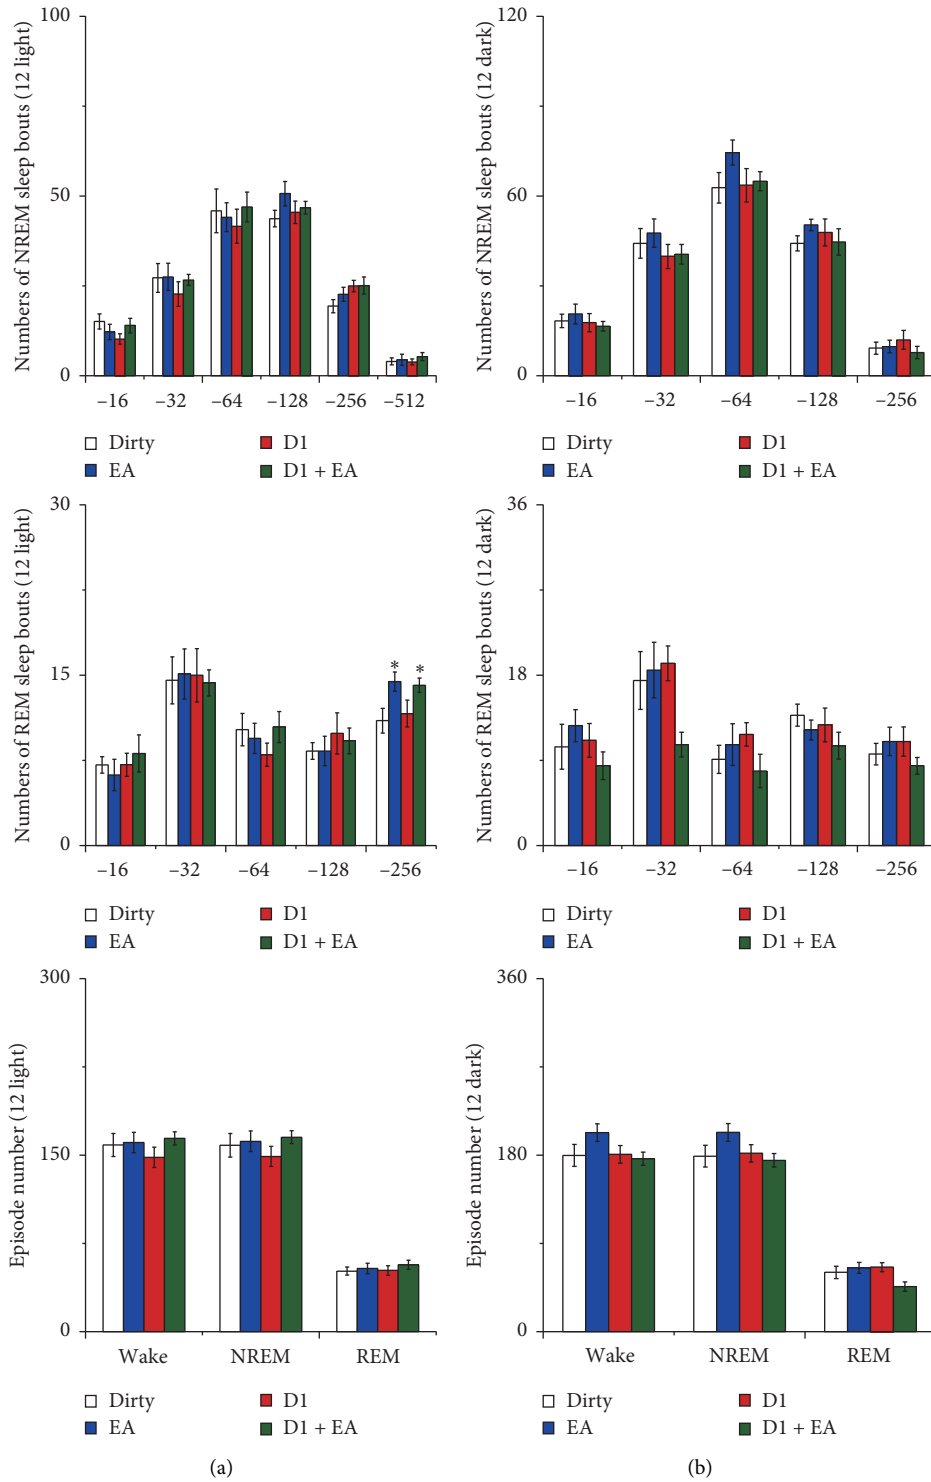 Numbers of NREM sleep bouts (12 light)
100
50
0
–16 –32 –64 –128 –256 –512
Dirty D1
EA D1 + EA
Numbers of NREM sleep bouts (12 dark)
120
60
0
–16 –32 –64 –128 –256
Dirty D1
EA D1 + EA
Numbers of REM sleep bouts (12 light)
30
15
0
* *
–16 –32 –64 –128 –256
Dirty D1
EA D1 + EA
Numbers of REM sleep bouts (12 dark)
36
18
0
–16 –32 –64 –128 –256
Dirty D1
EA D1 + EA
Episode number (12 light)
300
150
0
Wake NREM REM
Dirty D1
EA D1 + EA
(a)
Episode number (12 dark)
360
180
0
Wake NREM REM
Dirty D1
EA D1 + EA
(b)